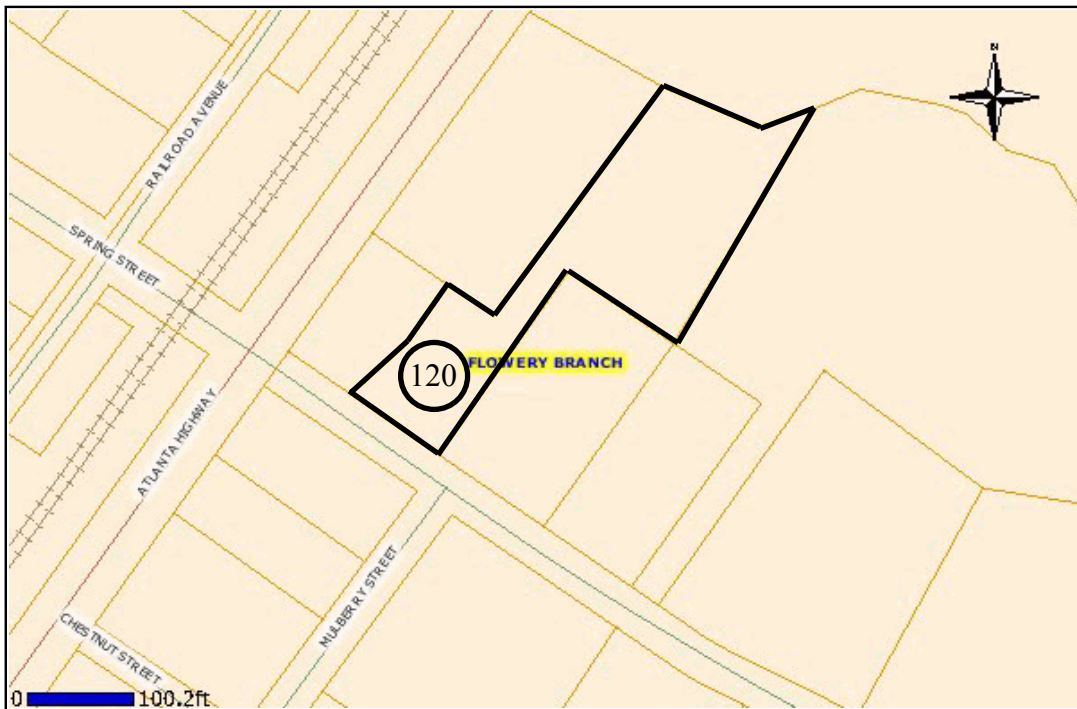 N
RAILROAD AVENUE
SPRING STREET
120
FLOWERY BRANCH
ATLANTA HIGHWAY
MULBERRY STREET
CHESTNUT STREET
0 100.2ft